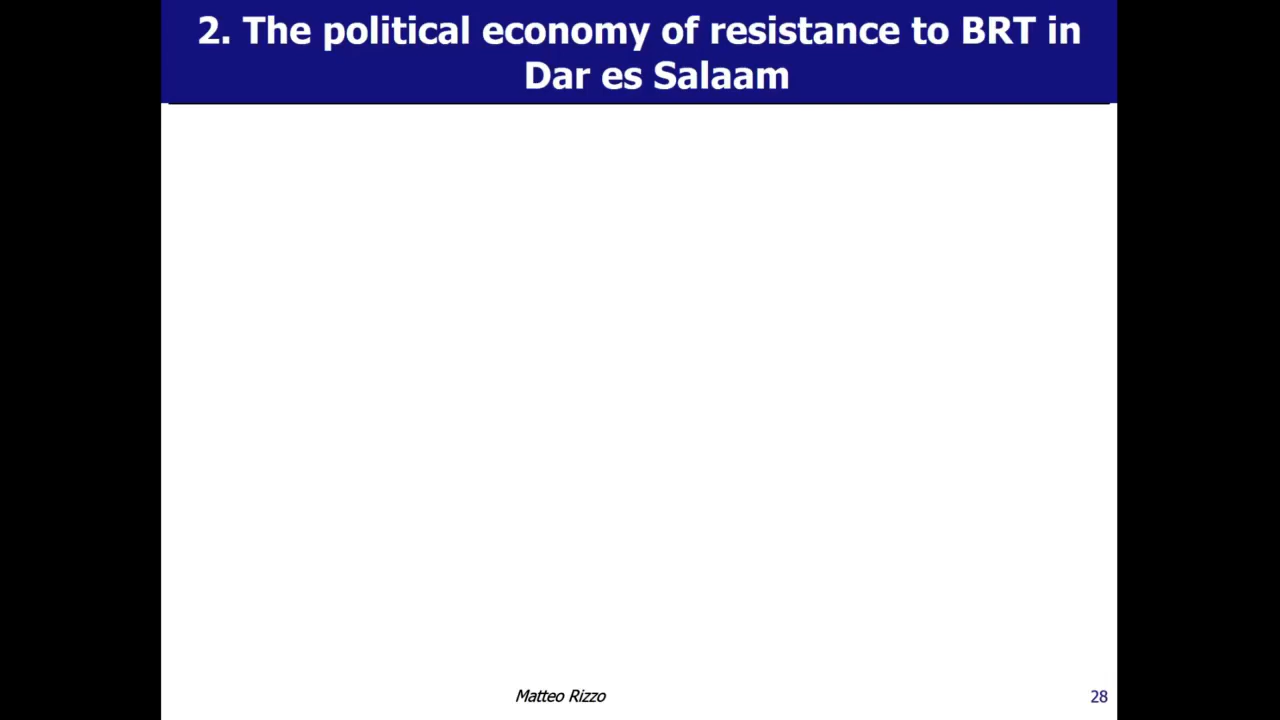 2. The political economy of resistance to BRT in
Dar es Salaam
Matteo Rizzo
28